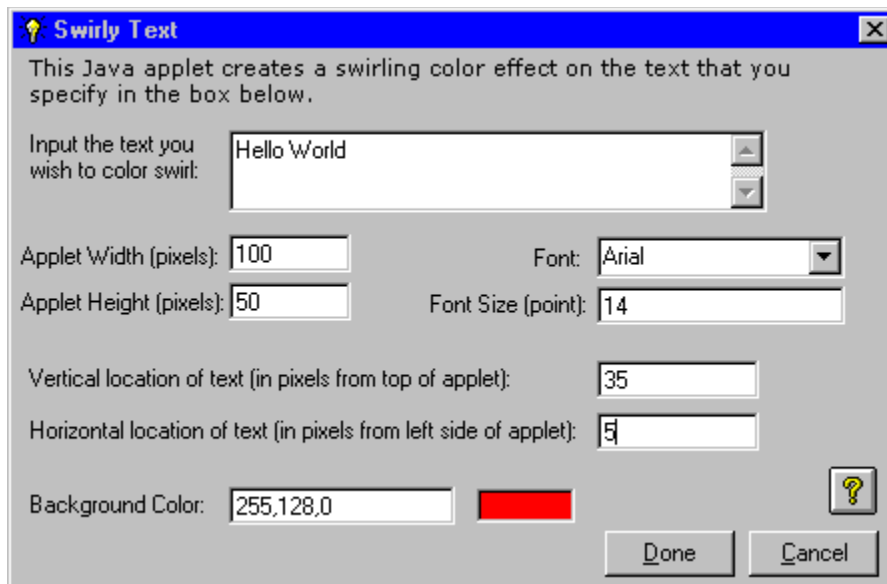 Swirly Text
This Java applet creates a swirling color effect on the text that you
specify in the box below.
Input the text you
wish to color swirl:
Hello World
Applet Width (pixels): 100
Font: Arial
Applet Height (pixels): 50
Font Size (point): 14
Vertical location of text (in pixels from top of applet): 35
Horizontal location of text (in pixels from left side of applet): 5
Background Color: 255,128,0
?
Done Cancel